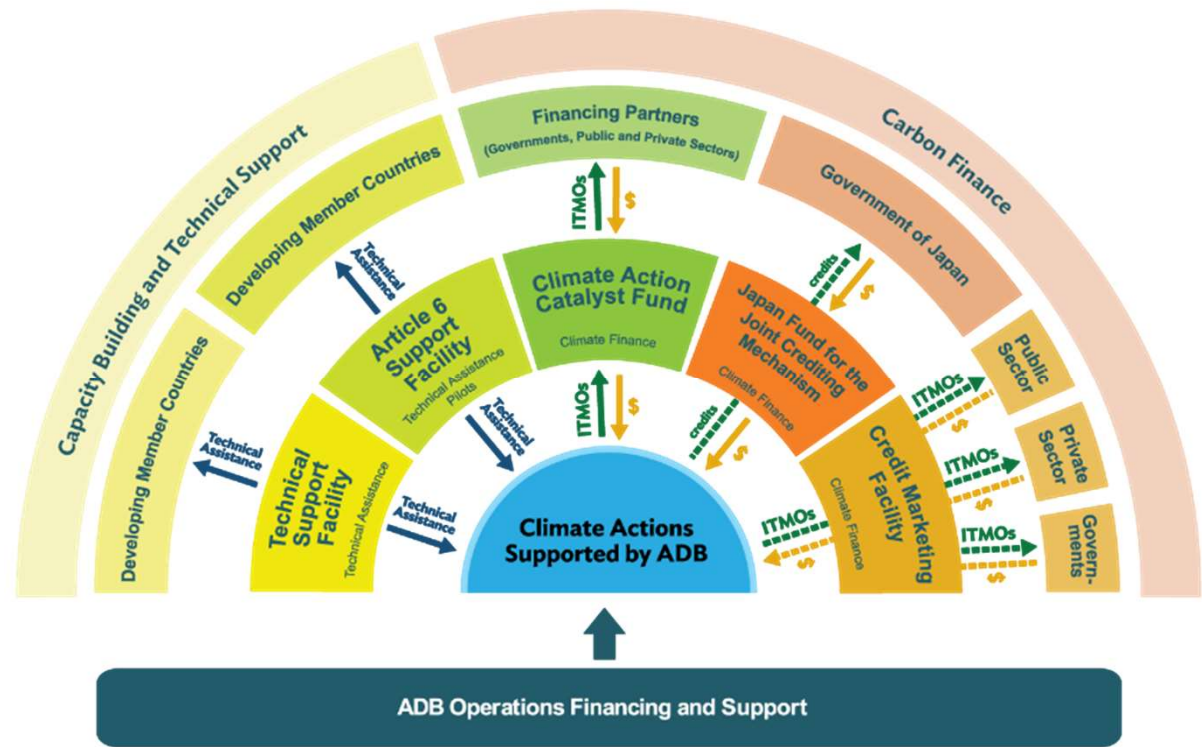 Capacity Building and Technical Support
Carbon Finance
Developing Member Countries
Developing Member Countries
Financing Partners
(Governments, Public and Private Sectors)
Government of Japan
Public
Sector
Private
Sector
Govern-
ments
Technical
Assistance
Technical
Assistance
ITMOs
$
credits
$
ITMOs
$
ITMOs
$
ITMOs
$
Technical
Support
Facility
Technical Assistance
Article 6
Support
Facility
Technical Assistance
Pilots
Climate Action
Catalyst Fund
Climate Finance
Japan Fund for the
Joint Crediting
Mechanism
Climate Finance
Credit Marketing
Facility
Climate Finance
Technical
Assistance
Technical
Assistance
ITMOs
$
credits
$
ITMOs
$
Climate Actions
Supported by ADB
ADB Operations Financing and Support